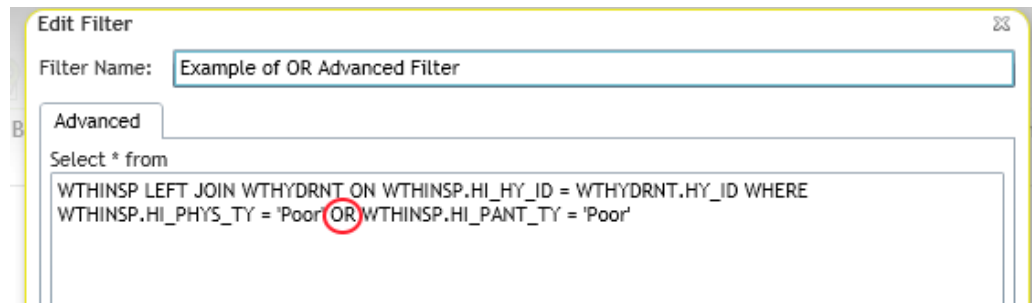 Edit Filter
Filter Name: Example of OR Advanced Filter
B
Advanced
Select * from
WTHINSP LEFT JOIN WTHYDRNT ON WTHINSP.HI_HY_ID = WTHYDRNT.HY_ID WHERE
WTHINSP.HI_PHYS_TY = 'Poor' OR WTHINSP.HI_PANT_TY = 'Poor'